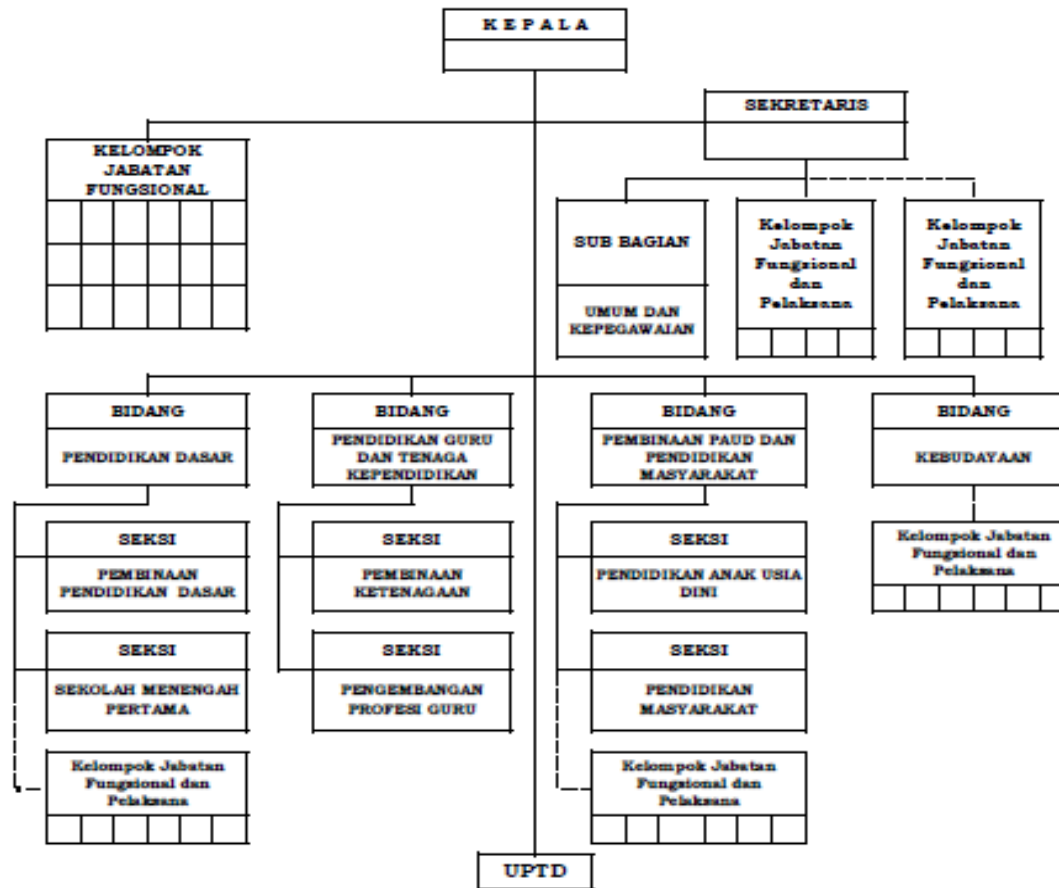 K E P A L A
SEKRETARIS
KELOMPOK
JABATAN
FUNGSIONAL
SUB BAGIAN
UMUM DAN
KEPEGAWAIAN
Kelompok
Jabatan
Fungsional
dan
Pelaksana
Kelompok
Jabatan
Fungsional
dan
Pelaksana
BIDANG
PENDIDIKAN DASAR
BIDANG
PENDIDIKAN GURU
DAN TENAGA
KEPENDIDIKAN
BIDANG
PEMBINAAN PAUD DAN
PENDIDIKAN
MASYARAKAT
BIDANG
KEBUDAYAAN
SEKSI
PEMBINAAN
PENDIDIKAN DASAR
SEKSI
PEMBINAAN
KETENAGAAN
SEKSI
PENDIDIKAN ANAK USIA
DINI
Kelompok Jabatan
Fungsional dan
Pelaksana
SEKSI
SEKOLAH MENENGAH
PERTAMA
SEKSI
PENGEMBANGAN
PROFESI GURU
SEKSI
PENDIDIKAN
MASYARAKAT
Kelompok Jabatan
Fungsional dan
Pelaksana
Kelompok Jabatan
Fungsional dan
Pelaksana
UPTD